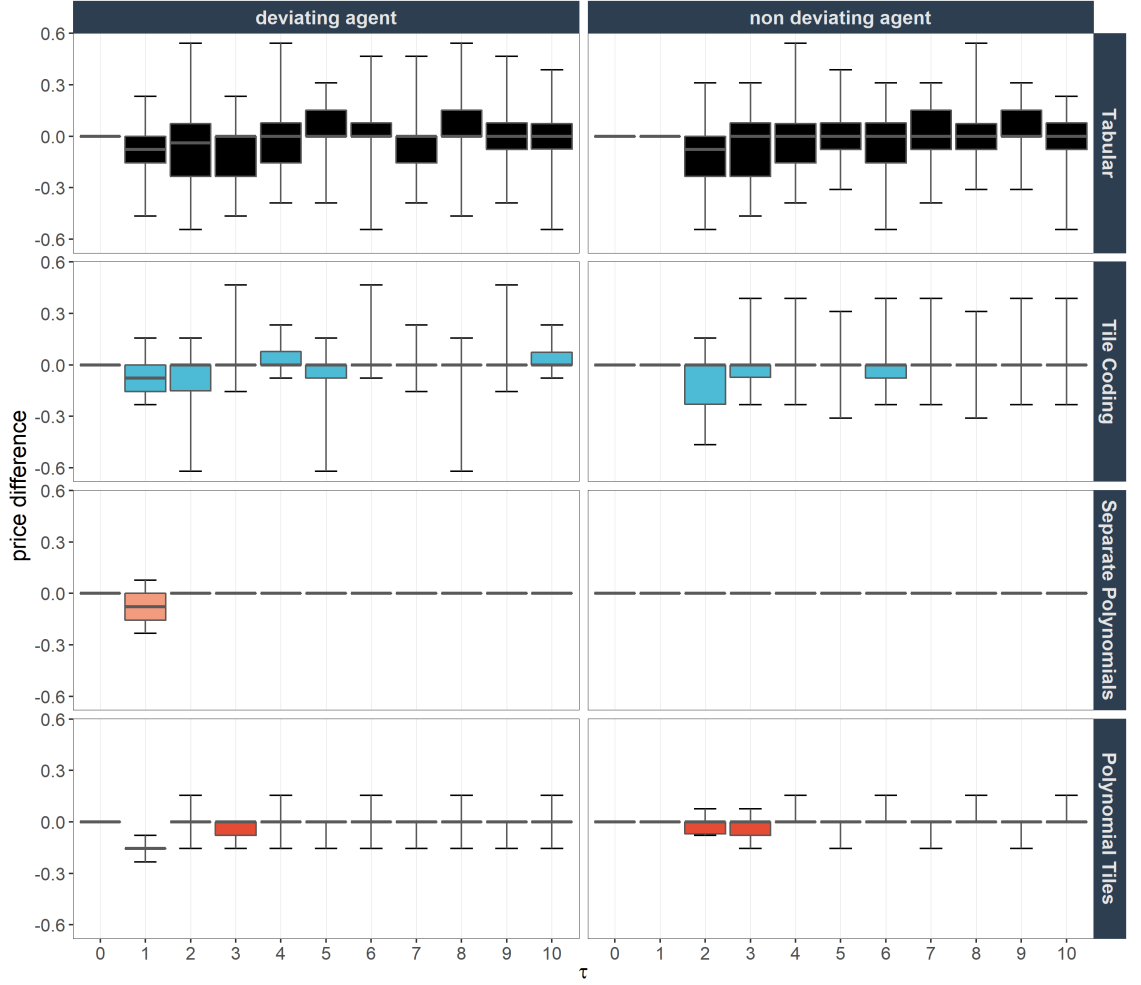 deviating agent non deviating agent
0.6
0.3
0.0
-0.3
-0.6
Tabular
0.6
0.3
0.0
-0.3
-0.6
Tile Coding
0.6
0.3
0.0
-0.3
-0.6
Separate Polynomials
0.6
0.3
0.0
-0.3
-0.6
Polynomial Tiles
price difference
0 1 2 3 4 5 6 7 8 9 10 0 1 2 3 4 5 6 7 8 9 10
τ